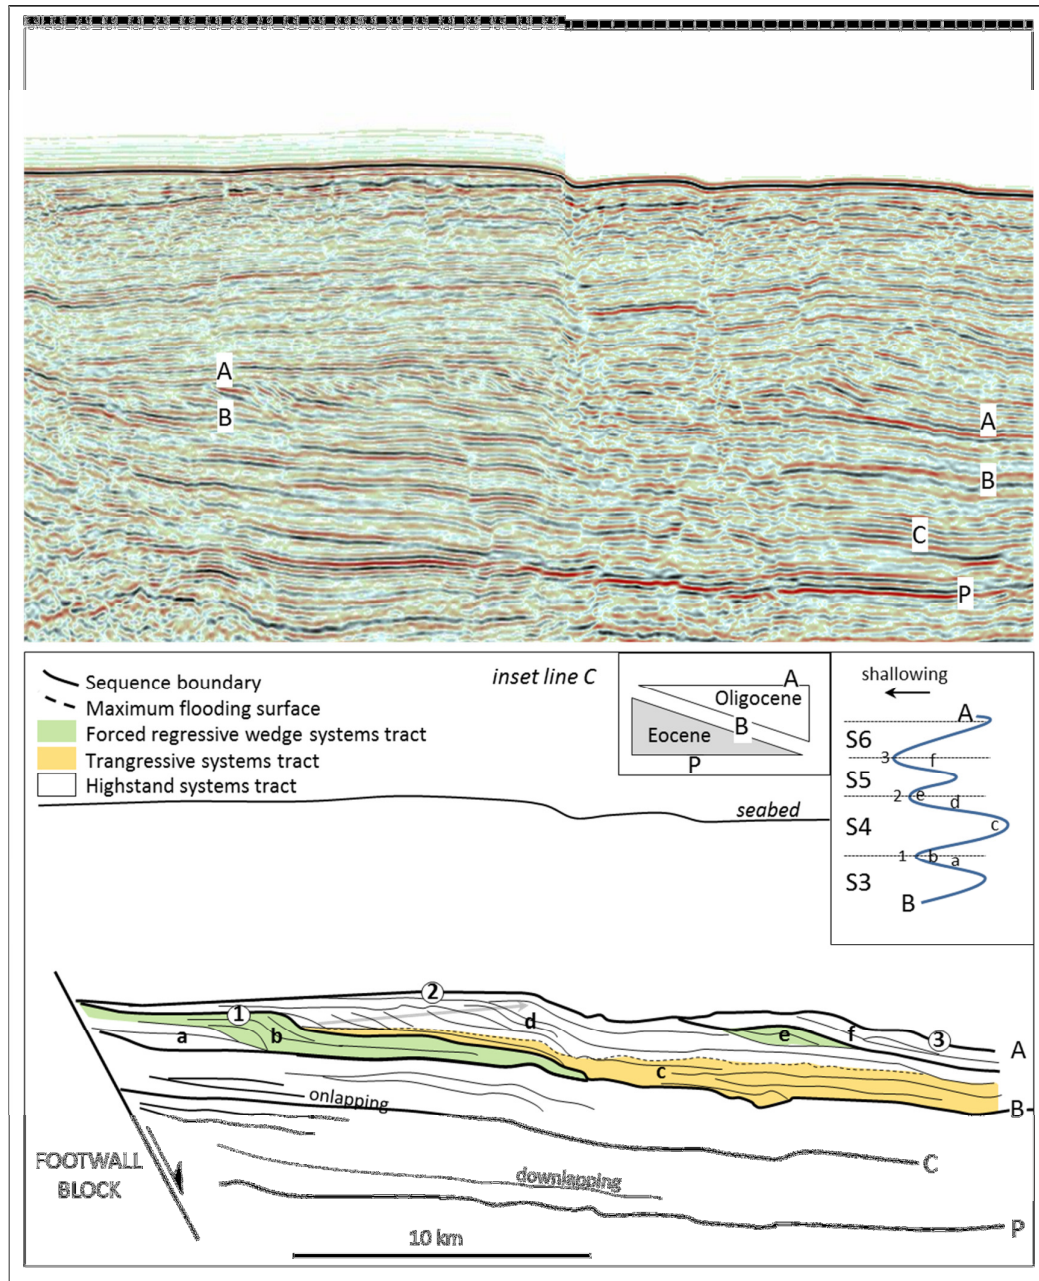 A
B
A
B
C
P
Sequence boundary
Maximum flooding surface
Forced regressive wedge systems tract
Trangressive systems tract
Highstand systems tract
inset line C
A
Oligocene
B
Eocene
P
shallowing
A
S6
3
f
S5
2 e
d
S4
c
1 b
a
S3
B
seabed
2
1
a b d e f 3
A
c
B
onlapping
C
FOOTWALL
BLOCK
downlapping
P
10 km